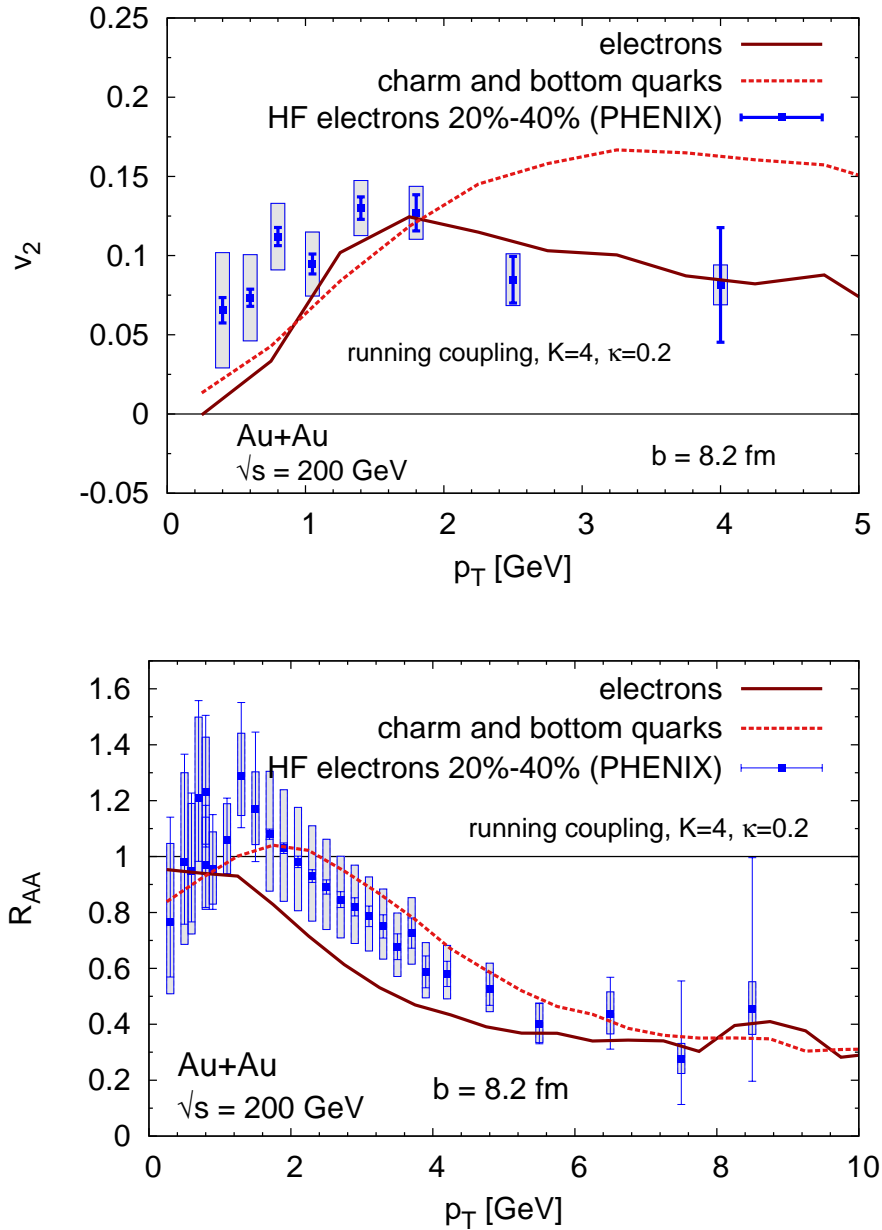 electrons
charm and bottom quarks
HF electrons 20%-40% (PHENIX)
0.25
0.2
0.15
0.1
0.05
0
-0.05
v2
running coupling, K=4, κ=0.2
Au+Au
√s = 200 GeV
b = 8.2 fm
0 1 2 3 4 5
pT [GeV]
electrons
charm and bottom quarks
HF electrons 20%-40% (PHENIX)
1.6
1.4
1.2
1
0.8
0.6
0.4
0.2
0
RAA
running coupling, K=4, κ=0.2
Au+Au
√s = 200 GeV
b = 8.2 fm
0 2 4 6 8 10
pT [GeV]